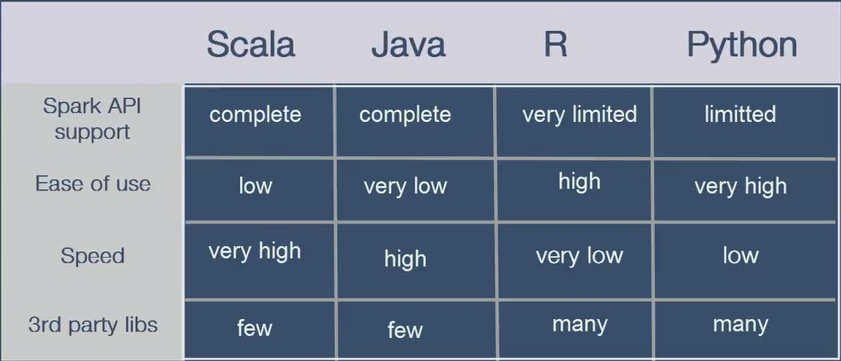 Scala Java R Python
Spark API
support
complete complete very limited limitted
Ease of use low very low high very high
Speed very high high very low low
3rd party libs few few many many